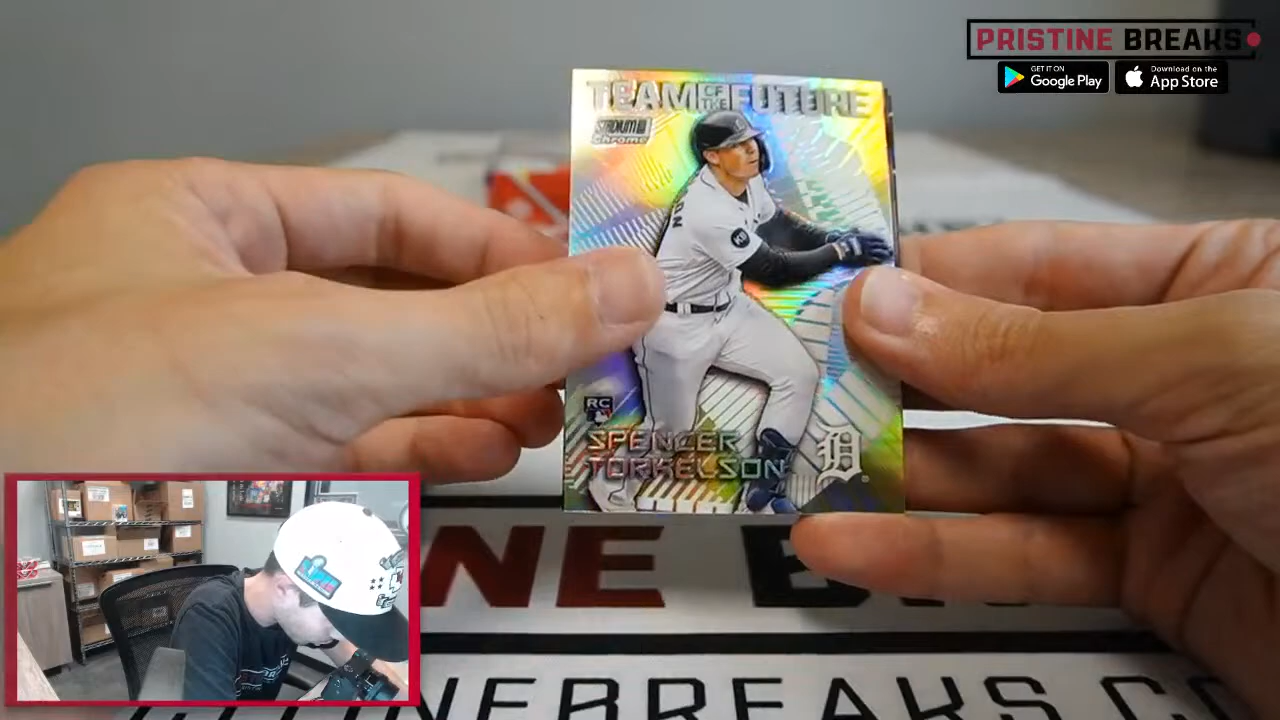 PRISTINE BREAKS
GET IT ON
Google Play
Download on the
App Store
TEAM OF THE FUTURE
STADIUM
Chrome
RC
SPENCER
TORKELSON
NE B